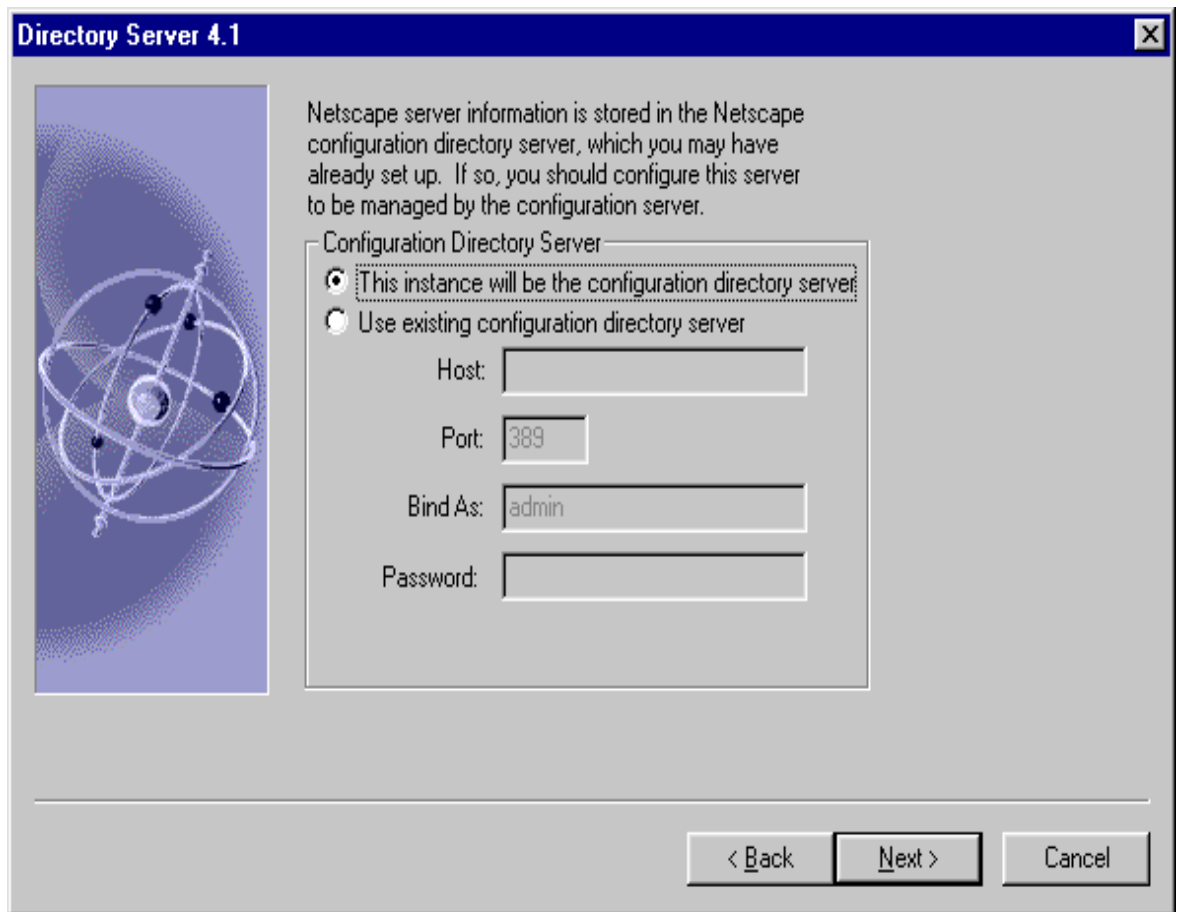 Directory Server 4.1
Netscape server information is stored in the Netscape
configuration directory server, which you may have
already set up.  If so, you should configure this server
to be managed by the configuration server.
Configuration Directory Server
This instance will be the configuration directory server
Use existing configuration directory server
Host:
Port: 389
Bind As: admin
Password:
< Back Next > Cancel